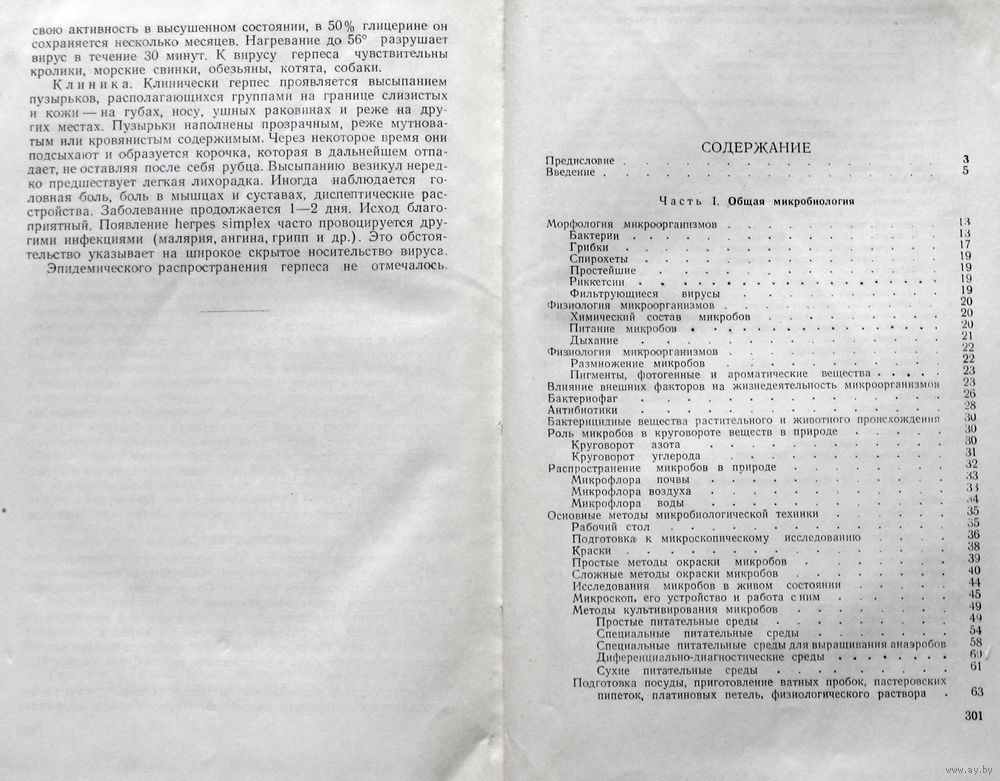 свою активность в высушенном состоянии, в 50% глицерине он
сохраняется несколько месяцев. Нагревание до 56° разрушает
вирус в течение 30 минут. К вирусу герпеса чувствительны
кролики, морские свинки, обезьяны, котята, собаки.
Клиника. Клинически герпес проявляется высыпанием
пузырьков, располагающихся группами на границе слизистых
и кожи — на губах, носу, ушных раковинах и реже на дру-
гих местах. Пузырьки наполнены прозрачным, реже мутнова-
тым или кровянистым содержимым. Через некоторое время они
подсыхают и образуется корочка, которая в дальнейшем отпа-
дает, не оставляя после себя рубца. Высыпанию везикул неред-
ко предшествует легкая лихорадка. Иногда наблюдается го-
ловная боль, боль в мышцах и суставах, диспептические рас-
стройства. Заболевание продолжается 1—2 дня. Исход благо-
приятный. Появление herpes simplex часто провоцируется дру-
гими инфекциями (малярия, ангина, грипп и др.). Это обстоя-
тельство указывает на широкое скрытое носительство вируса.
Эпидемического распространения герпеса не отмечалось.
СОДЕРЖАНИЕ
Предисловие . . . 3
Введение . . . 5
Часть I. Общая микробиология
Морфология микроорганизмов . . . 13
Бактерии . . . 13
Грибки . . . 17
Спирохеты . . . 19
Простейшие . . . 19
Риккетсии . . . 19
Фильтрующиеся вирусы . . . 19
Физиология микроорганизмов . . . 20
Химический состав микробов . . . 20
Питание микробов . . . 20
Дыхание . . . 21
Физиология микроорганизмов . . . 22
Размножение микробов . . . 22
Пигменты, фотогенные и ароматические вещества . . . 23
Влияние внешних факторов на жизнедеятельность микроорганизмов 23
Бактериофаг . . . 26
Антибиотики . . . 28
Бактерицидные вещества растительного и животного происхождения 30
Роль микробов в круговороте веществ в природе . . . 30
Круговорот азота . . . 30
Круговорот углерода . . . 31
Распространение микробов в природе . . . 32
Микрофлора почвы . . . 33
Микрофлора воздуха . . . 33
Микрофлора воды . . . 34
Основные методы микробиологической техники . . . 35
Рабочий стол . . . 35
Подготовка к микроскопическому исследованию . . . 36
Краски . . . 38
Простые методы окраски микробов . . . 39
Сложные методы окраски микробов . . . 40
Исследования микробов в живом состоянии . . . 44
Микроскоп, его устройство и работа с ним . . . 45
Методы культивирования микробов . . . 49
Простые питательные среды . . . 49
Специальные питательные среды . . . 54
Специальные питательные среды для выращивания анаэробов 58
Диференциально-диагностические среды . . . 60
Сухие питательные среды . . . 61
Подготовка посуды, приготовление ватных пробок, пастеровских
пипеток, платиновых петель, физиологического раствора . 63
301
www.ay.by